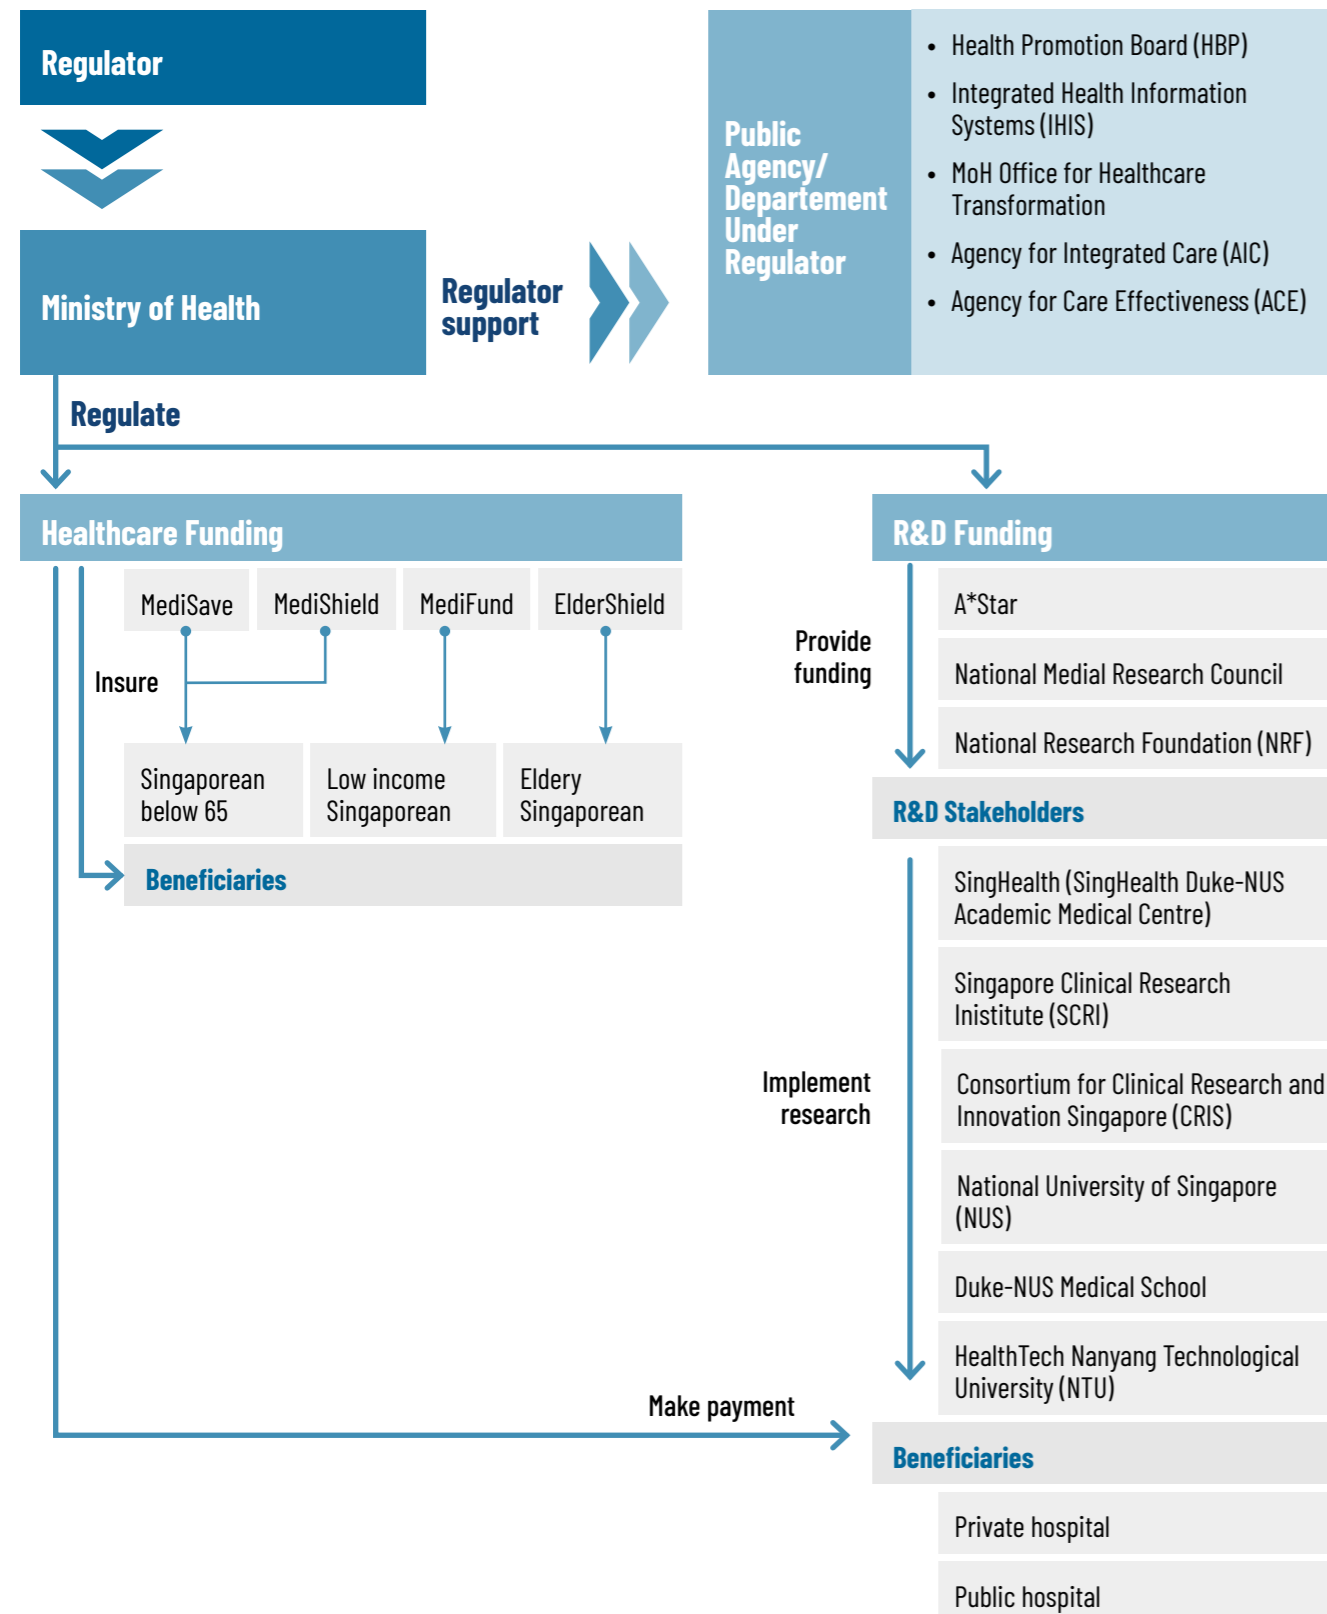 Regulator
Ministry of Health
Regulator
support
Public
Agency/
Departement
Under
Regulator
• Health Promotion Board (HBP)
• Integrated Health Information
Systems (IHIS)
• MoH Office for Healthcare
Transformation
• Agency for Integrated Care (AIC)
• Agency for Care Effectiveness (ACE)
Regulate
Healthcare Funding
MediSave
MediShield
MediFund
ElderShield
Insure
Singaporean
below 65
Low income
Singaporean
Eldery
Singaporean
Beneficiaries
R&D Funding
Provide
funding
A*Star
National Medial Research Council
National Research Foundation (NRF)
R&D Stakeholders
SingHealth (SingHealth Duke-NUS
Academic Medical Centre)
Singapore Clinical Research
Inistitute (SCRI)
Implement
research
Consortium for Clinical Research and
Innovation Singapore (CRIS)
National University of Singapore
(NUS)
Duke-NUS Medical School
HealthTech Nanyang Technological
University (NTU)
Make payment
Beneficiaries
Private hospital
Public hospital